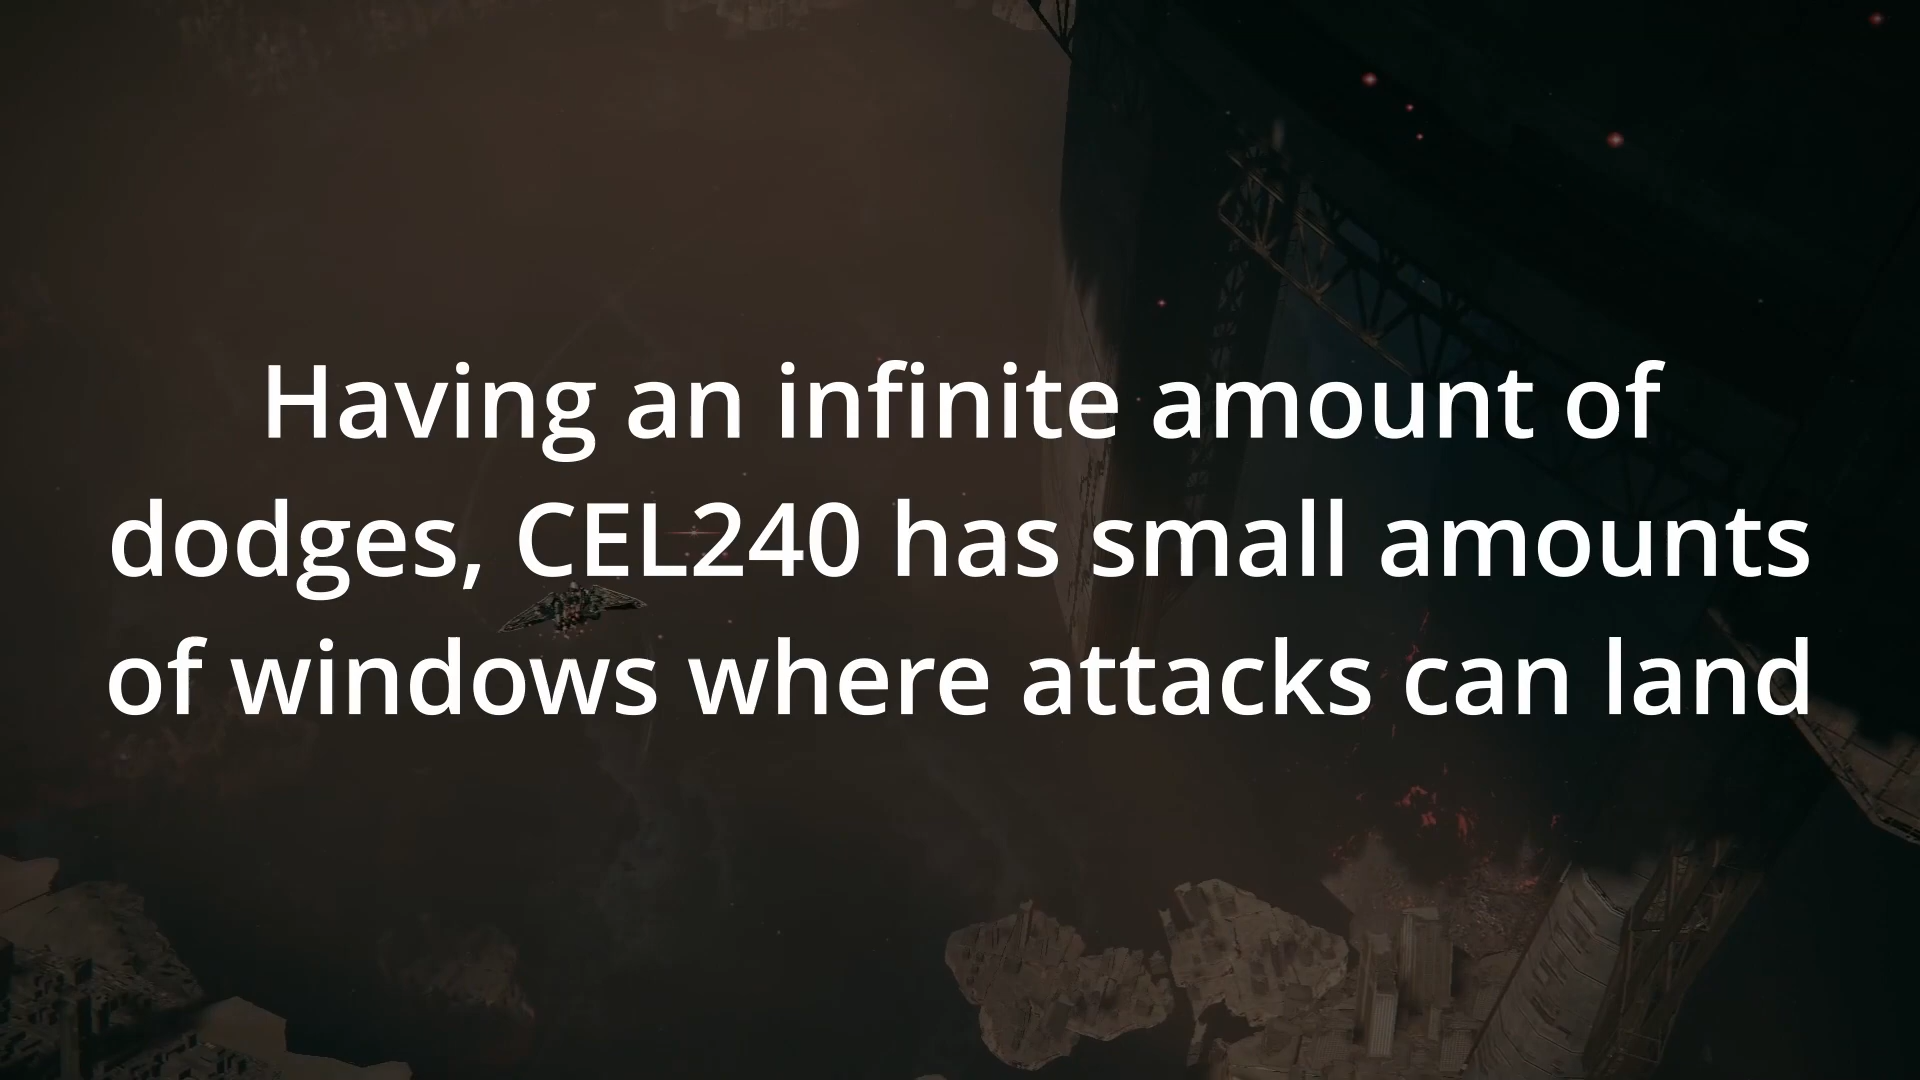 Having an infinite amount of
dodges, CEL240 has small amounts
of windows where attacks can land